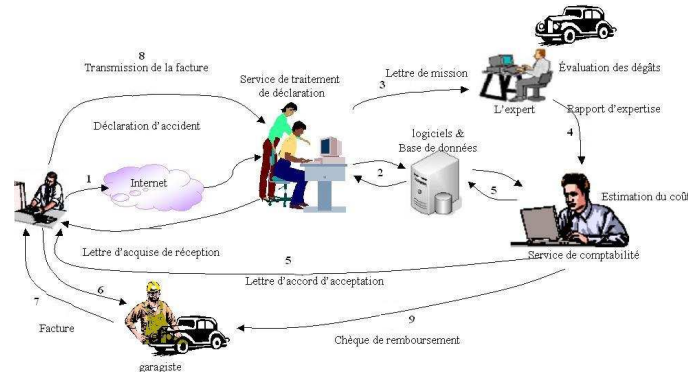 8
Transmission de la facture
Service de traitement
de déclaration
3
Lettre de mission
Évaluation des dégâts
L'expert
Rapport d'expertise
4
Déclaration d'accident
logiciels &
Base de données
1
Internet
2
5
Estimation du coût
Lettre d'acquise de réception
5
Service de comptabilité
Lettre d'accord d'acceptation
6
7
9
Facture
Chèque de remboursement
garagiste